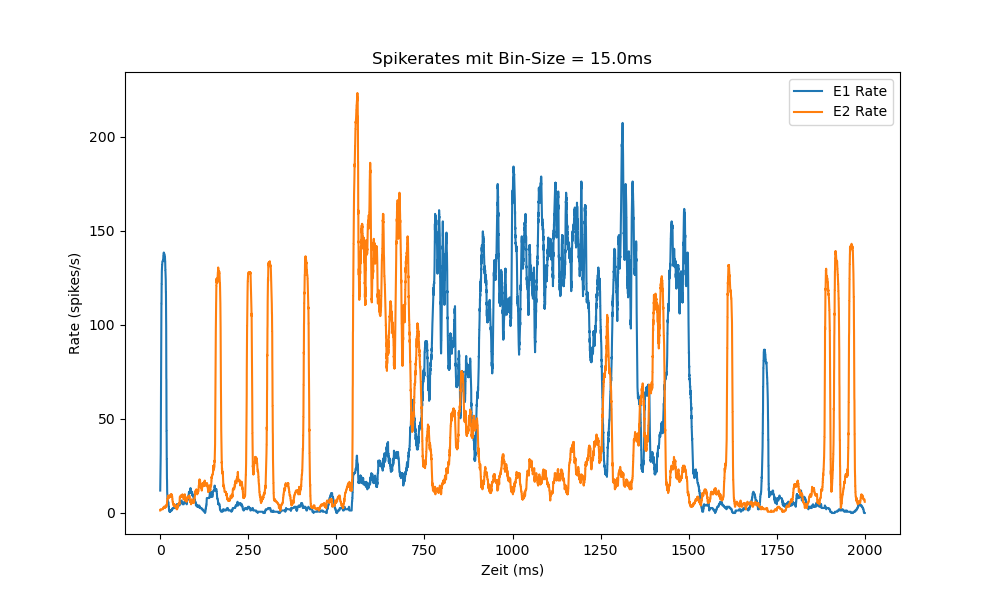 Spikerates mit Bin-Size = 15.0ms
E1 Rate
E2 Rate
Rate (spikes/s)
200
150
100
50
0
0 250 500 750 1000 1250 1500 1750 2000
Zeit (ms)